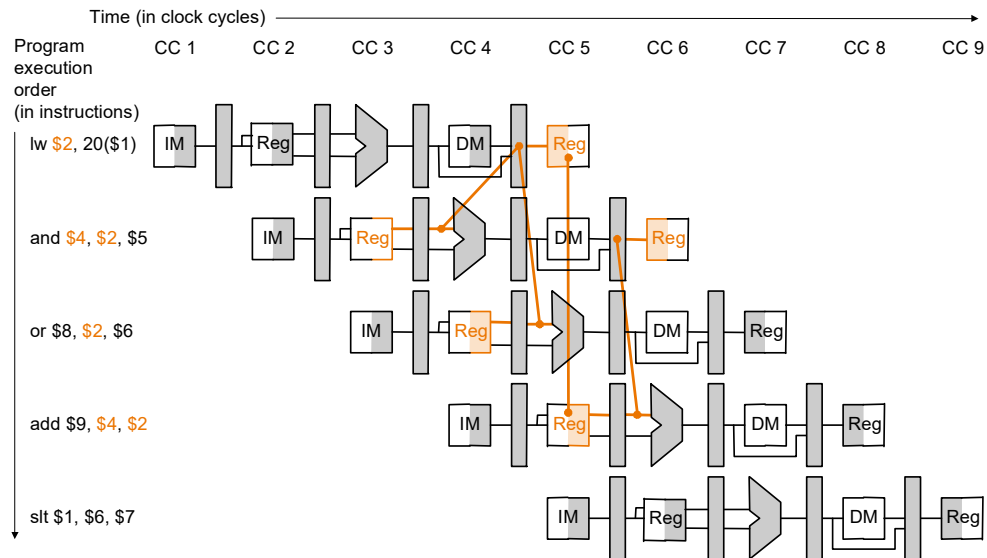 Time (in clock cycles)
Program
execution
order
(in instructions)
CC 1 CC 2 CC 3 CC 4 CC 5 CC 6 CC 7 CC 8 CC 9
lw $2, 20($1)
IM Reg DM Reg
and $4, $2, $5
IM Reg DM Reg
or $8, $2, $6
IM Reg DM Reg
add $9, $4, $2
IM Reg DM Reg
slt $1, $6, $7
IM Reg DM Reg